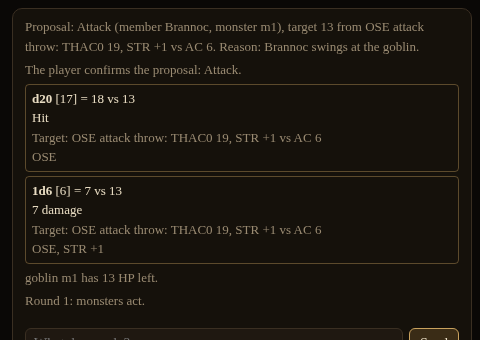 Proposal: Attack (member Brannoc, monster m1), target 13 from OSE attack
throw: THAC0 19, STR +1 vs AC 6. Reason: Brannoc swings at the goblin.
The player confirms the proposal: Attack.
d20 [17] = 18 vs 13
Hit
Target: OSE attack throw: THAC0 19, STR +1 vs AC 6
OSE
1d6 [6] = 7 vs 13
7 damage
Target: OSE attack throw: THAC0 19, STR +1 vs AC 6
OSE, STR +1
goblin m1 has 13 HP left.
Round 1: monsters act.